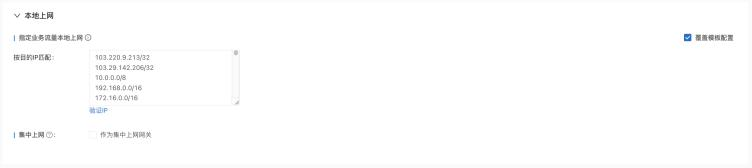 本地上网
指定业务流量本地上网
覆盖模板配置
按目的IP匹配:
103.220.9.213/32
103.29.142.206/32
10.0.0.0/8
192.168.0.0/16
172.16.0.0/16
验证IP
集中上网:
作为集中上网网关